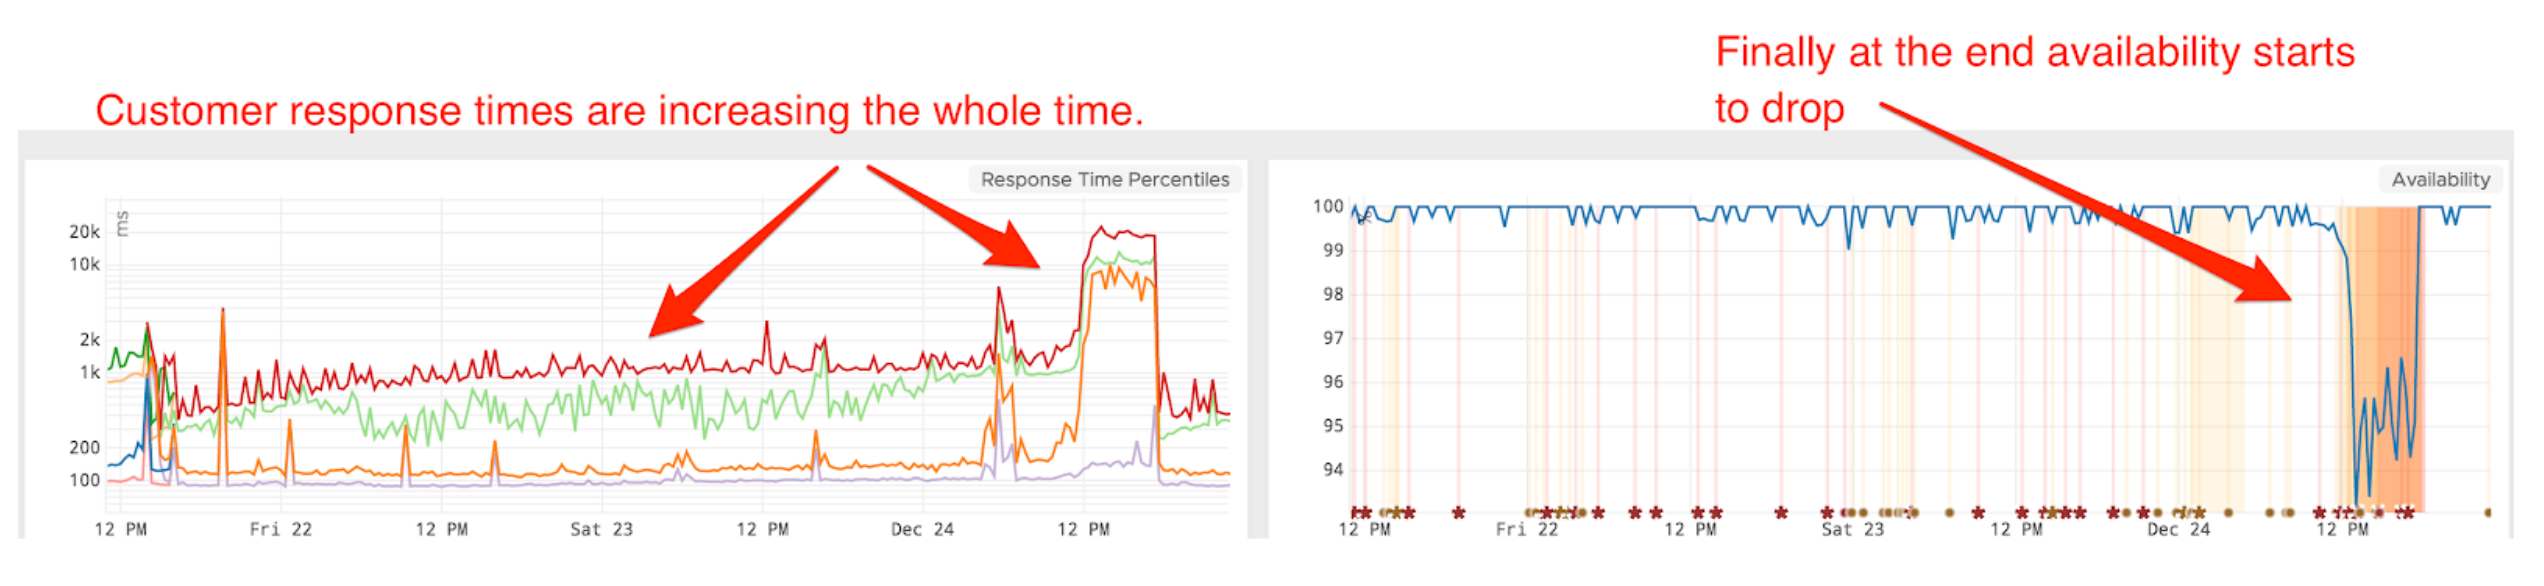 Finally at the end availability starts
to drop
Customer response times are increasing the whole time.
Response Time Percentiles
ms
20k
10k
2k
1k
200
100
12 PM Fri 22 12 PM Sat 23 12 PM Dec 24 12 PM
Availability
%
100
99
98
97
96
95
94
12 PM Fri 22 12 PM Sat 23 12 PM Dec 24 12 PM